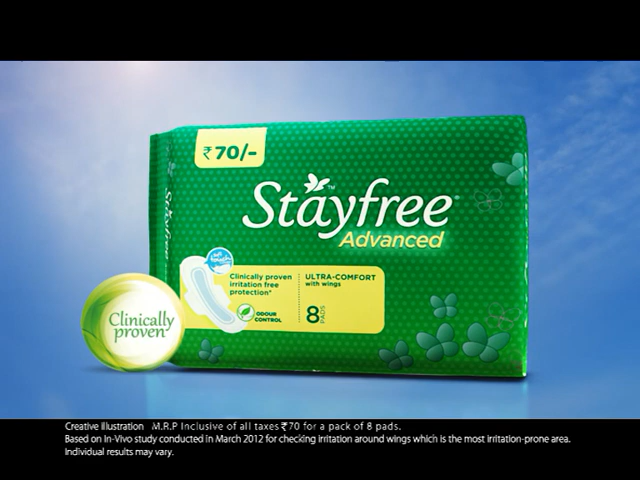 ₹70/-
Stayfree®
Stayfree™
Advanced
Clinically proven
irritation free
protection*
ULTRA-COMFORT
with wings
ODOUR
CONTROL
8 PADS
Clinically
proven*
Creative illustration M.R.P Inclusive of all taxes ₹70 for a pack of 8 pads.
Based on In-Vivo study conducted in March 2012 for checking irritation around wings which is the most irritation-prone area.
Individual results may vary.